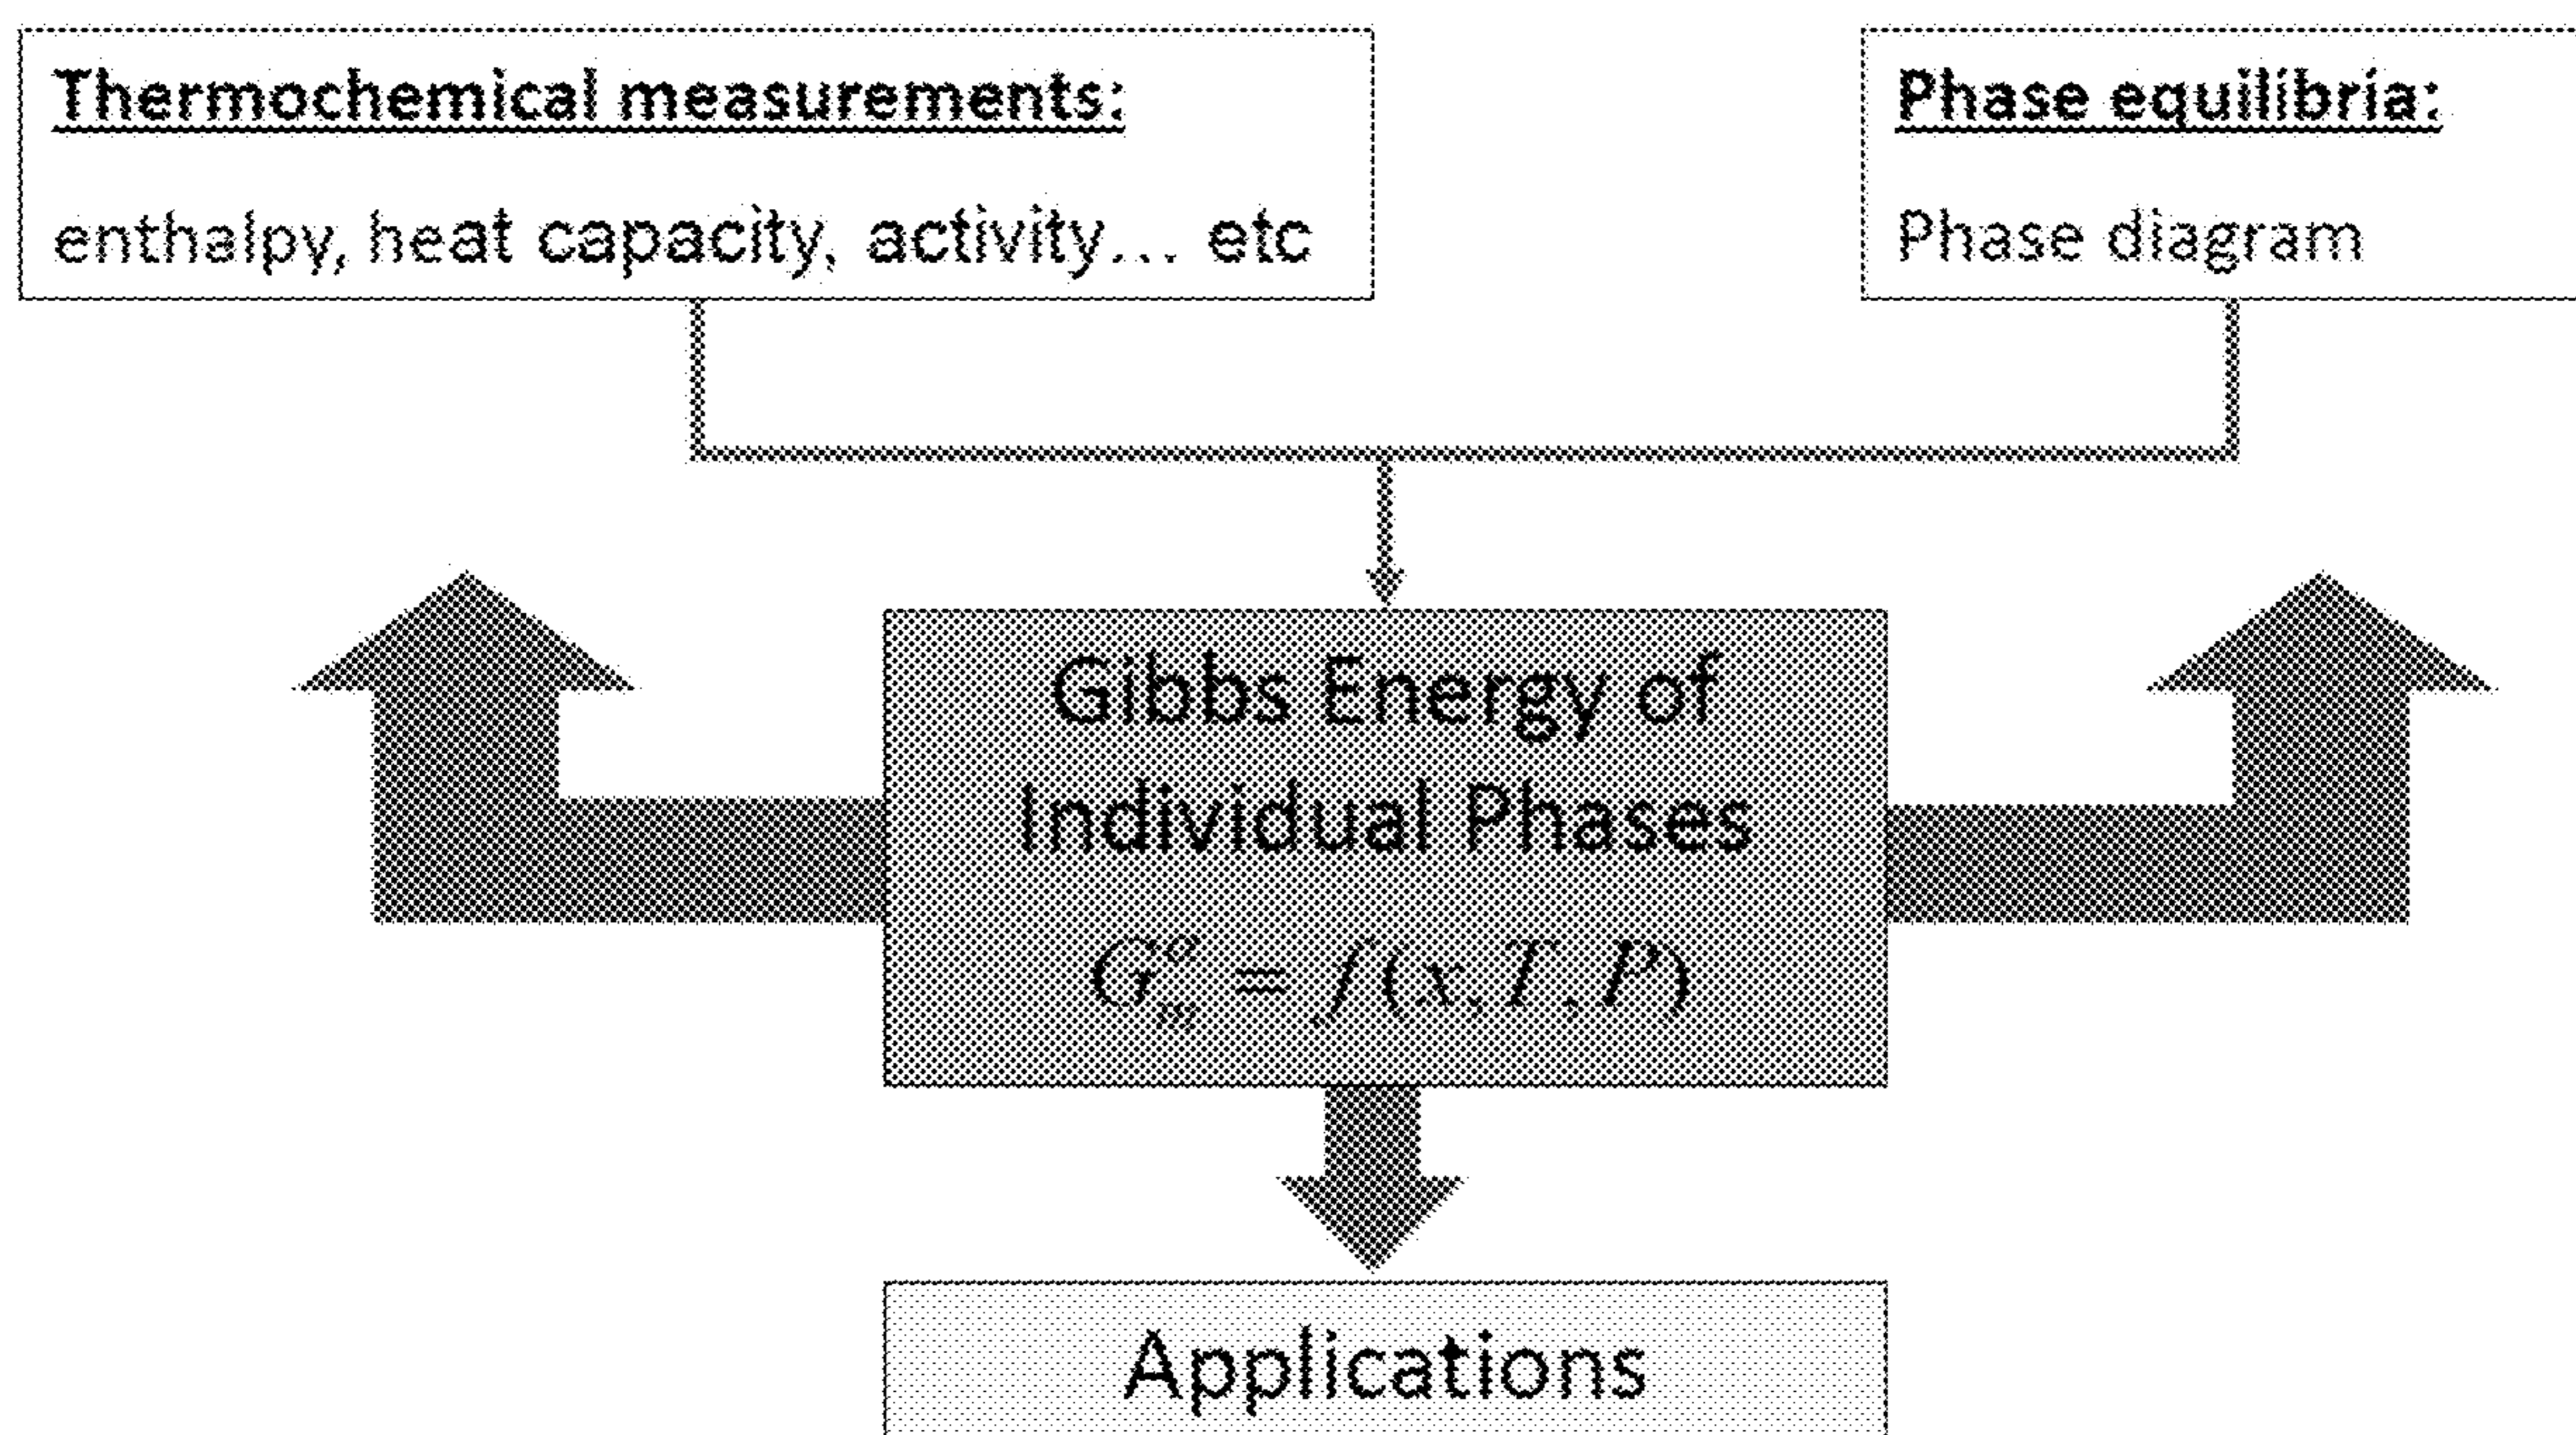 Thermochemical measurements:
enthalpy, heat capacity, activity... etc
Phase equilibria:
Phase diagram
Gibbs Energy of
Individual Phases
G°m = f(x, T, P)
Applications